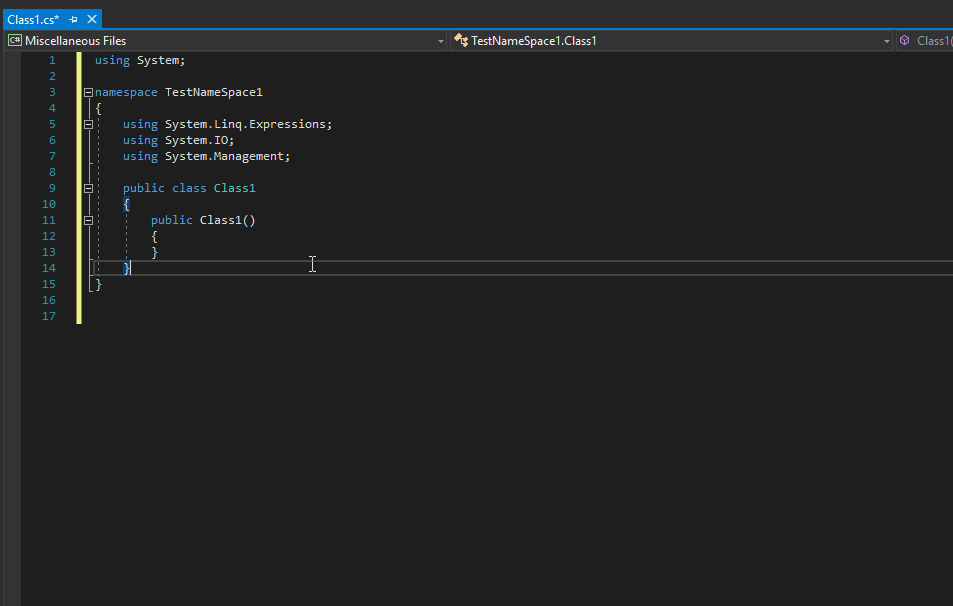 Class1.cs*
C# Miscellaneous Files TestNameSpace1.Class1 Class1(
1 using System;
2
3 namespace TestNameSpace1
4 {
5 using System.Linq.Expressions;
6 using System.IO;
7 using System.Management;
8
9 public class Class1
10 {
11 public Class1()
12 {
13 }
14 }
15 }
16
17